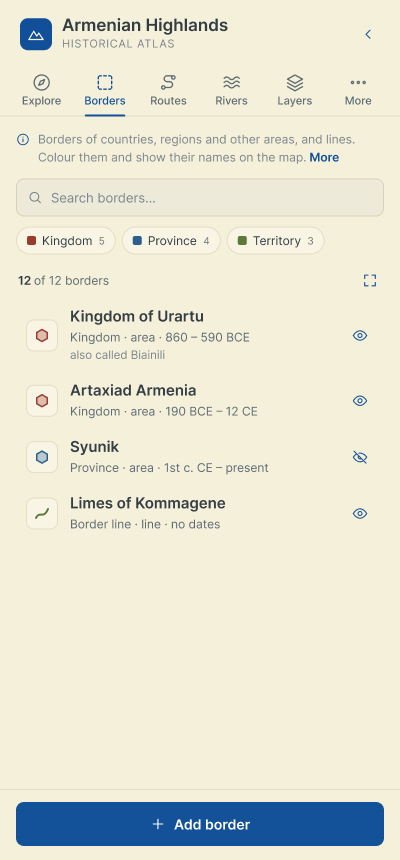 Armenian Highlands
HISTORICAL ATLAS
Explore
Borders
Routes
Rivers
Layers
More
Borders of countries, regions and other areas, and lines.
Colour them and show their names on the map. More
Search borders...
Kingdom 5
Province 4
Territory 3
12 of 12 borders
Kingdom of Urartu
Kingdom · area · 860 – 590 BCE
also called Biainili
Artaxiad Armenia
Kingdom · area · 190 BCE – 12 CE
Syunik
Province · area · 1st c. CE – present
Limes of Kommagene
Border line · line · no dates
Add border